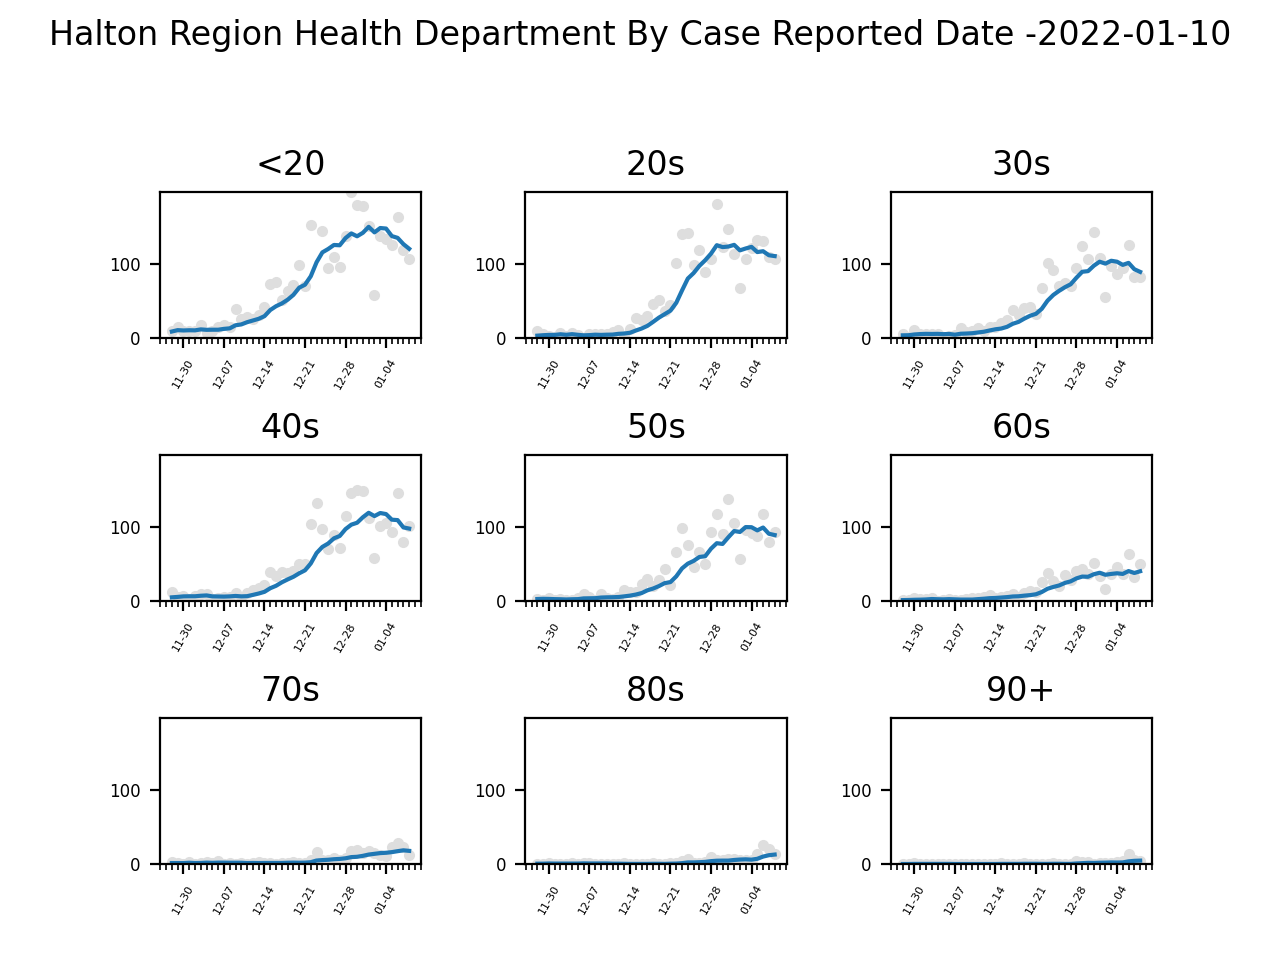 Halton Region Health Department By Case Reported Date -2022-01-10
<20 20s 30s
100 100 100
0 0 0
11-30 12-07 12-14 12-21 12-28 01-04 11-30 12-07 12-14 12-21 12-28 01-04 11-30 12-07 12-14 12-21 12-28 01-04
40s 50s 60s
100 100 100
0 0 0
11-30 12-07 12-14 12-21 12-28 01-04 11-30 12-07 12-14 12-21 12-28 01-04 11-30 12-07 12-14 12-21 12-28 01-04
70s 80s 90+
100 100 100
0 0 0
11-30 12-07 12-14 12-21 12-28 01-04 11-30 12-07 12-14 12-21 12-28 01-04 11-30 12-07 12-14 12-21 12-28 01-04